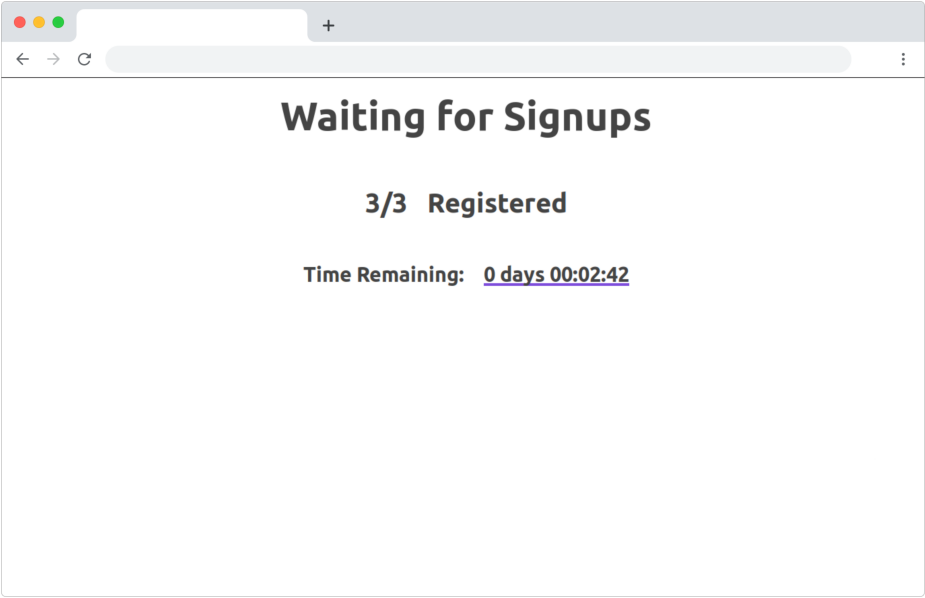 Waiting for Signups
3/3 Registered
Time Remaining: 0 days 00:02:42